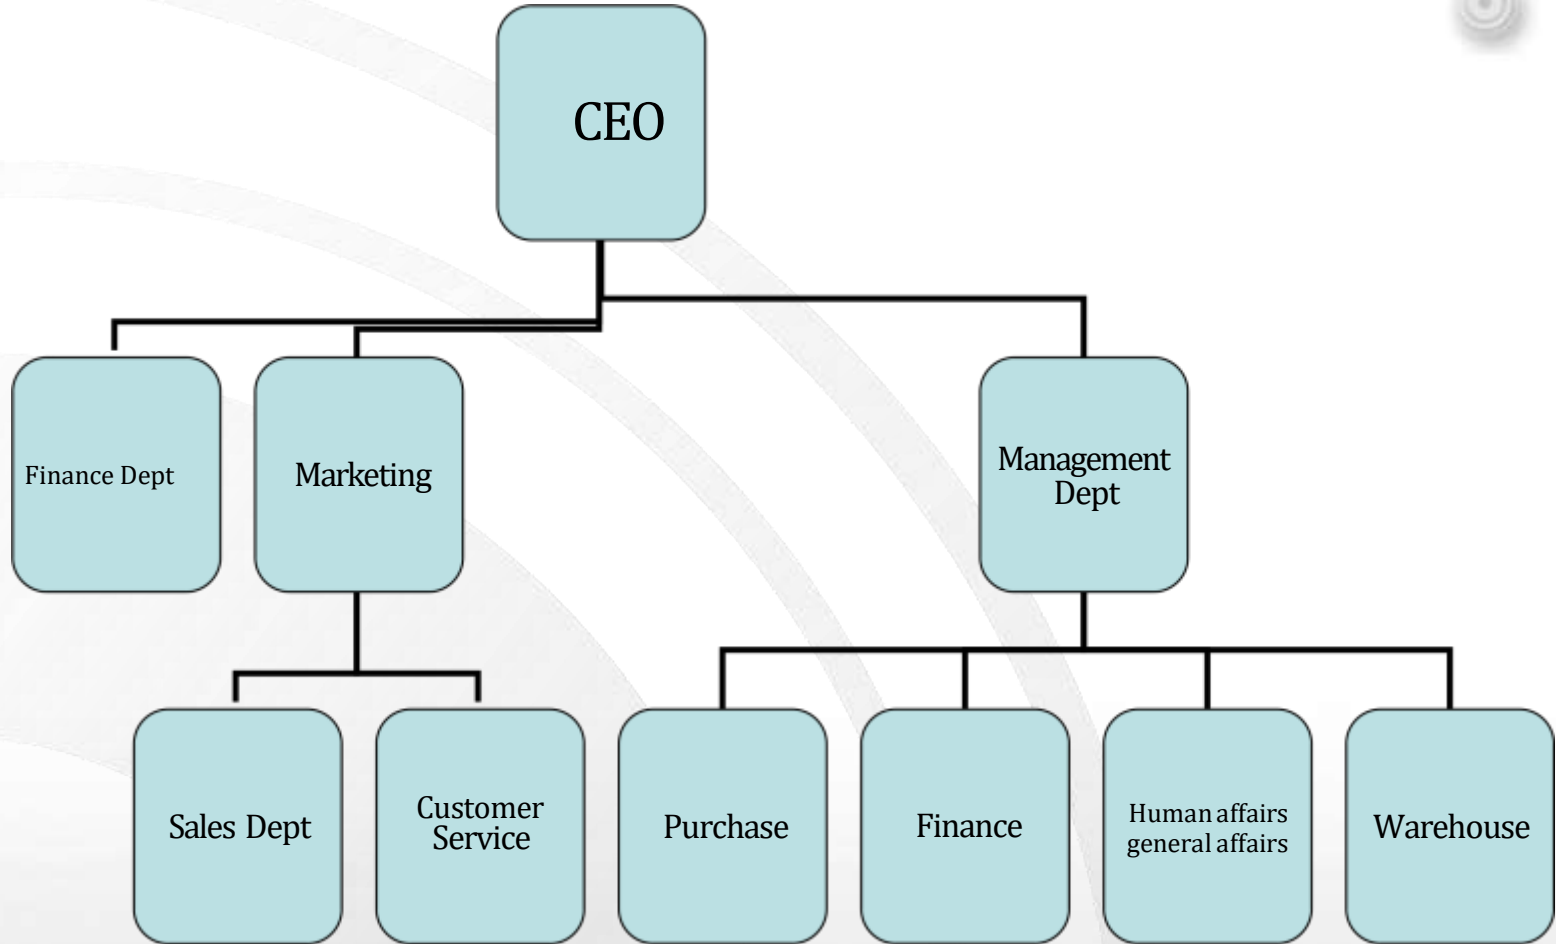 CEO
Finance Dept
Marketing
Management
Dept
Sales Dept
Customer
Service
Purchase
Finance
Human affairs
general affairs
Warehouse